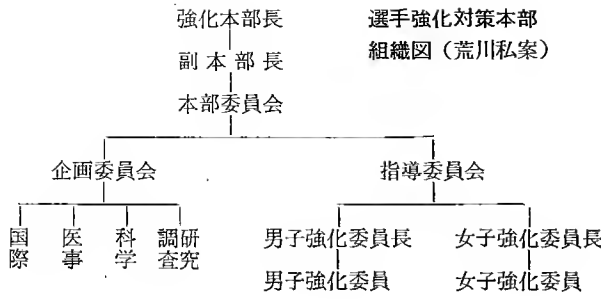 強化本部長
選手強化対策本部
組織図（荒川私案）
副本部長
本部委員会
企画委員会
指導委員会
国際
医事
科学
調査研究
男子強化委員長
女子強化委員長
男子強化委員
女子強化委員